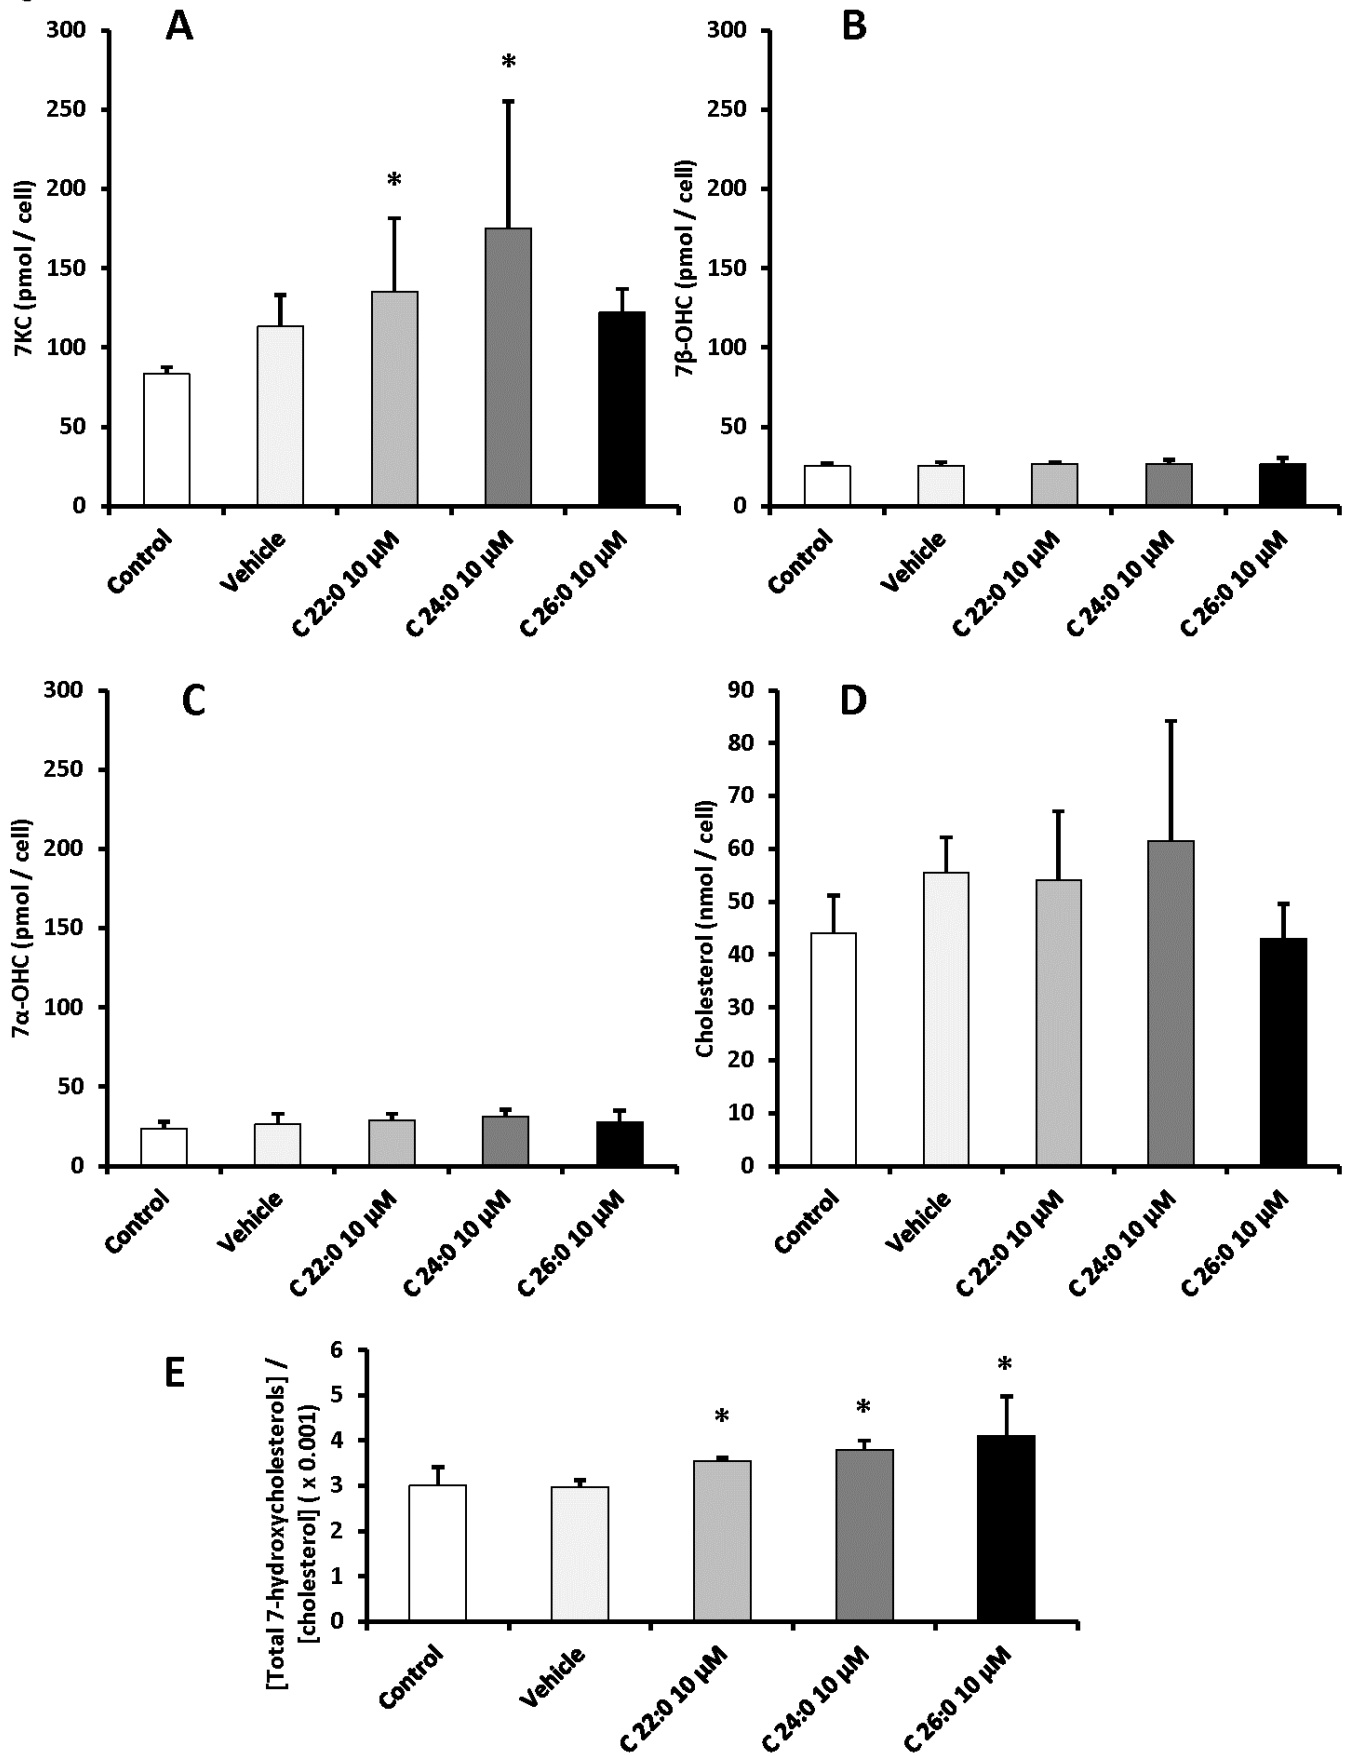 A
300
250
200
150
100
50
0
7KC (pmol / cell)
*
*
Control
Vehicle
C 22:0 10 µM
C 24:0 10 µM
C 26:0 10 µM
B
300
250
200
150
100
50
0
7β-OHC (pmol / cell)
Control
Vehicle
C 22:0 10 µM
C 24:0 10 µM
C 26:0 10 µM
C
300
250
200
150
100
50
0
7α-OHC (pmol / cell)
Control
Vehicle
C 22:0 10 µM
C 24:0 10 µM
C 26:0 10 µM
D
90
80
70
60
50
40
30
20
10
0
Cholesterol (nmol / cell)
Control
Vehicle
C 22:0 10 µM
C 24:0 10 µM
C 26:0 10 µM
E
6
5
4
3
2
1
0
[Total 7-hydroxycholesterols] /
[cholesterol] ( x 0.001)
*
*
*
Control
Vehicle
C 22:0 10 µM
C 24:0 10 µM
C 26:0 10 µM